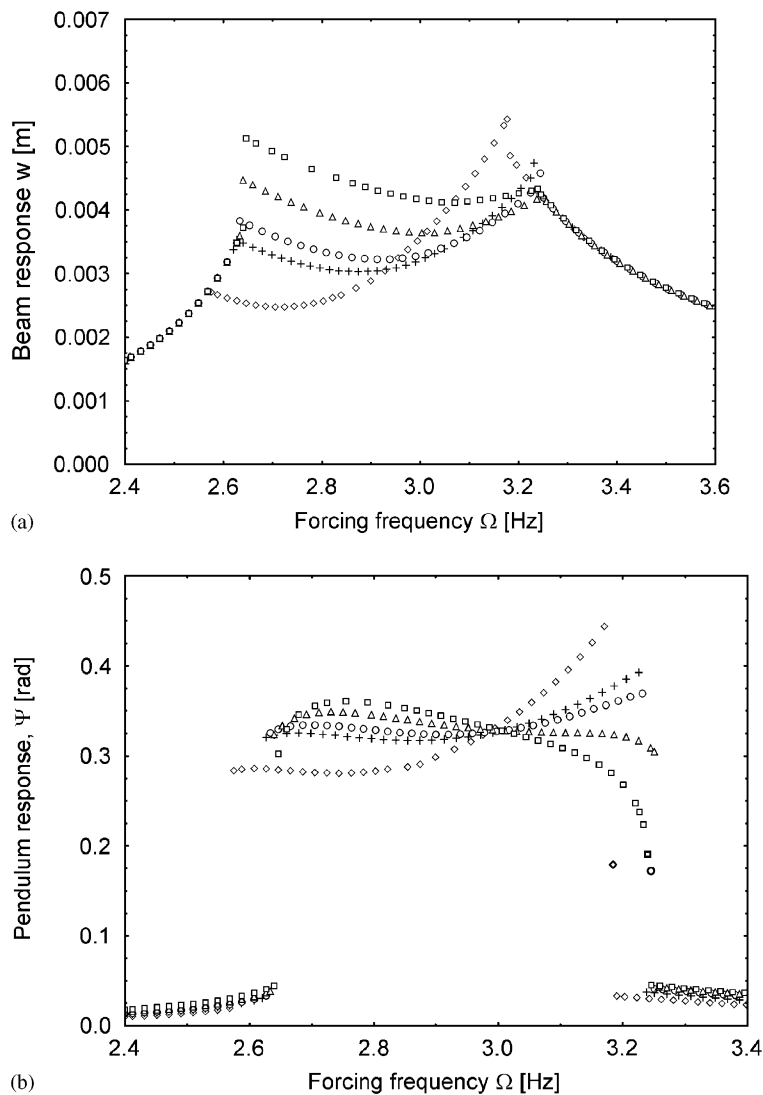 0.007
0.006
0.005
0.004
0.003
0.002
0.001
0.000
Beam response w [m]
2.4 2.6 2.8 3.0 3.2 3.4 3.6
(a) Forcing frequency Ω [Hz]
0.5
0.4
0.3
0.2
0.1
0.0
Pendulum response, Ψ [rad]
2.4 2.6 2.8 3.0 3.2 3.4
(b) Forcing frequency Ω [Hz]